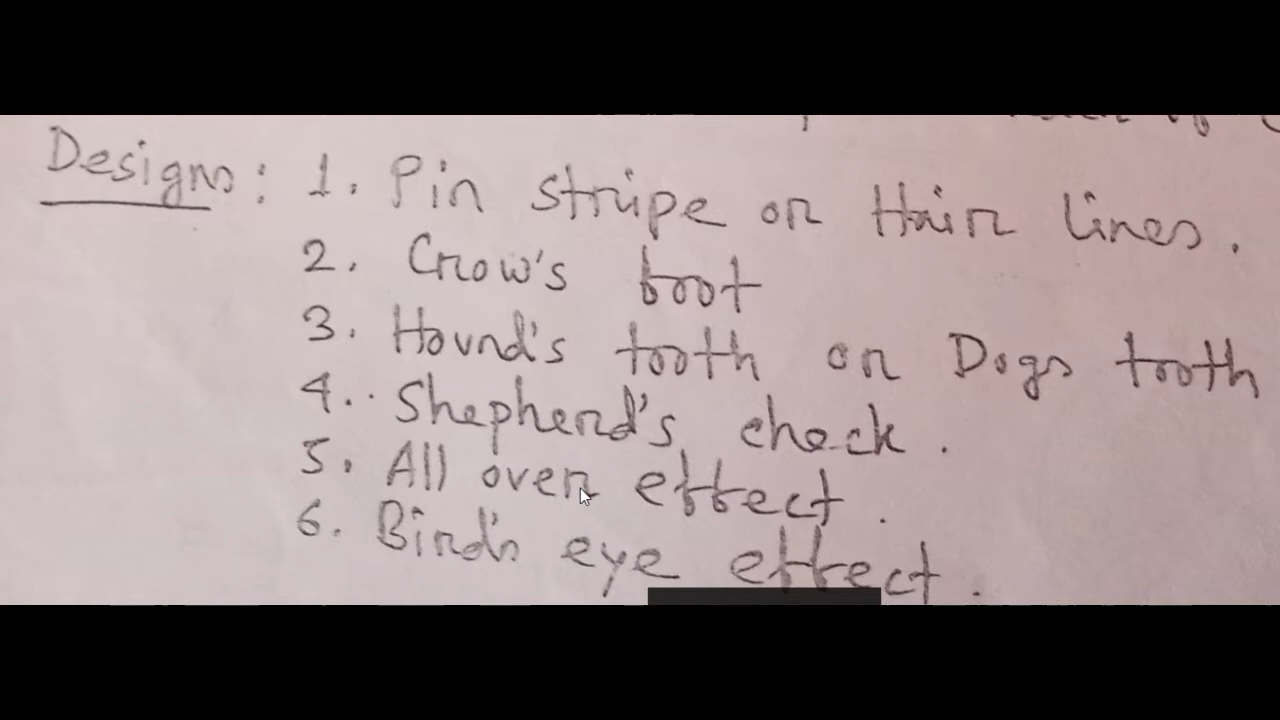 Designs: 1. Pin stripe or Hair lines.
2. Crow's foot
3. Hound's tooth or Dogs tooth
4.. Shepherd's check.
5. All over effect.
6. Bird's eye effect.